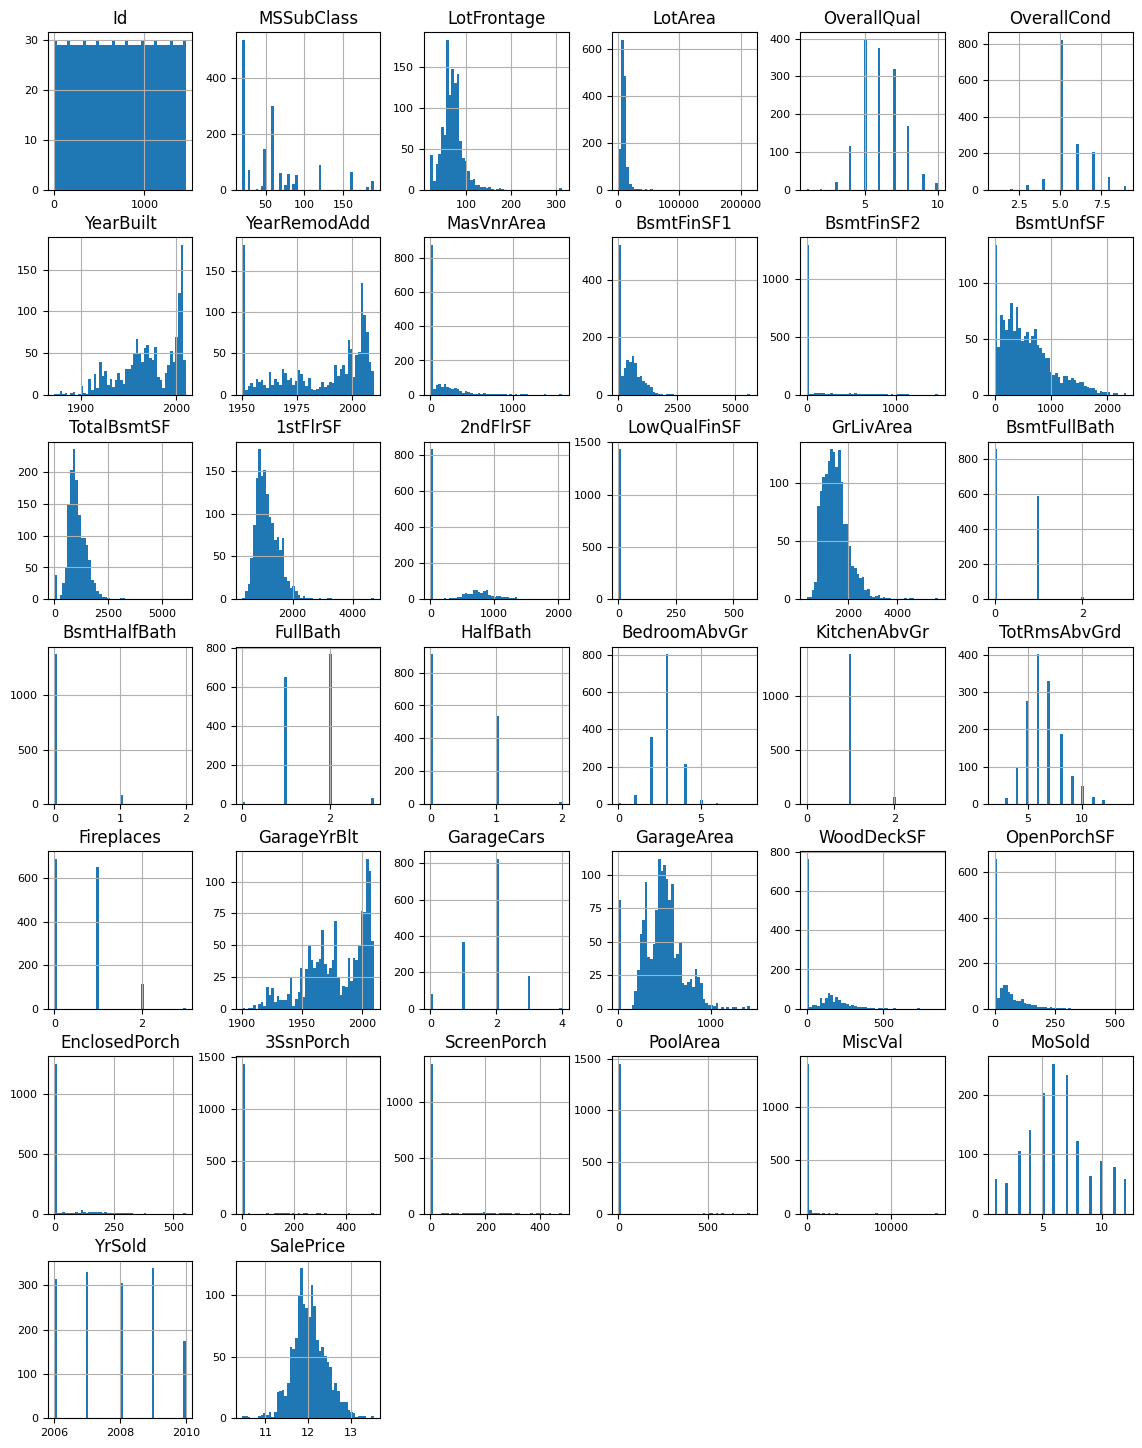 Id MSSubClass LotFrontage LotArea OverallQual OverallCond
30 25 20 15 10 5 0
400 200 0
150 100 50 0
600 400 200 0
400 300 200 100 0
800 600 400 200 0
0 1000
50 100 150
100 200 300
0 100000 200000
5 10
2.5 5.0 7.5
YearBuilt YearRemodAdd MasVnrArea BsmtFinSF1 BsmtFinSF2 BsmtUnfSF
150 100 50 0
150 100 50 0
800 600 400 200 0
400 200 0
1000 500 0
100 50 0
1900 2000
1950 1975 2000
0 1000
0 2500 5000
0 1000
0 1000 2000
TotalBsmtSF 1stFlrSF 2ndFlrSF LowQualFinSF GrLivArea BsmtFullBath
200 150 100 50 0
150 100 50 0
800 600 400 200 0
1500 1000 500 0
100 50 0
800 600 400 200 0
0 2500 5000
2000 4000
0 1000 2000
0 250 500
2000 4000
0 2
BsmtHalfBath FullBath HalfBath BedroomAbvGr KitchenAbvGr TotRmsAbvGrd
1000 500 0
800 600 400 200 0
800 600 400 200 0
800 600 400 200 0
1000 500 0
400 300 200 100 0
0 1 2
0 2
0 1 2
0 5
0 2
5 10
Fireplaces GarageYrBlt GarageCars GarageArea WoodDeckSF OpenPorchSF
600 400 200 0
100 75 50 25 0
800 600 400 200 0
100 75 50 25 0
800 600 400 200 0
600 400 200 0
0 2
1900 1950 2000
0 2 4
0 1000
0 500
0 250 500
EnclosedPorch 3SsnPorch ScreenPorch PoolArea MiscVal MoSold
1000 500 0
1500 1000 500 0
1000 500 0
1500 1000 500 0
1000 500 0
200 100 0
0 250 500
0 200 400
0 200 400
0 500
0 10000
5 10
YrSold SalePrice
300 200 100 0
100 50 0
2006 2008 2010
11 12 13